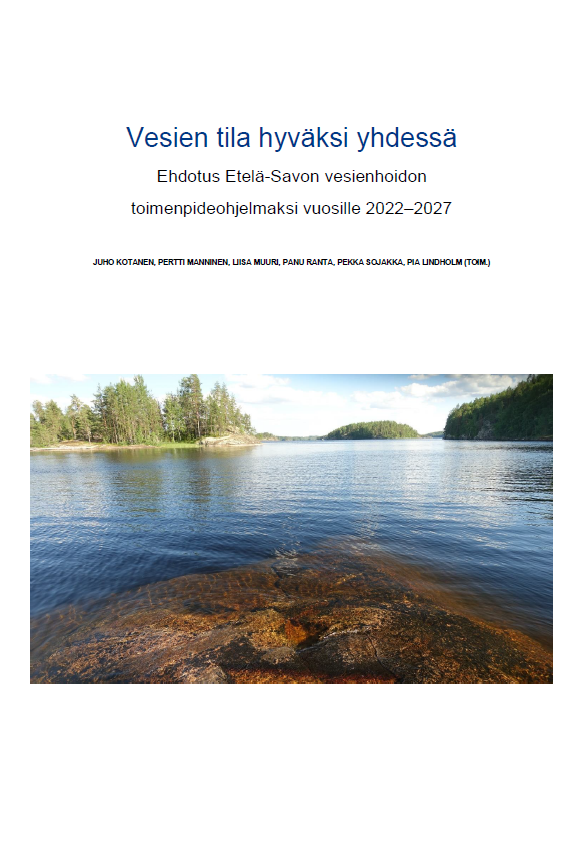 Vesien tila hyväksi yhdessä
Ehdotus Etelä-Savon vesienhoidon
toimenpideohjelmaksi vuosille 2022–2027
JUHO KOTANEN, PERTTI MANNINEN, LIISA MUURI, PANU RANTA, PEKKA SOJAKKA, PIA LINDHOLM (TOIM.)